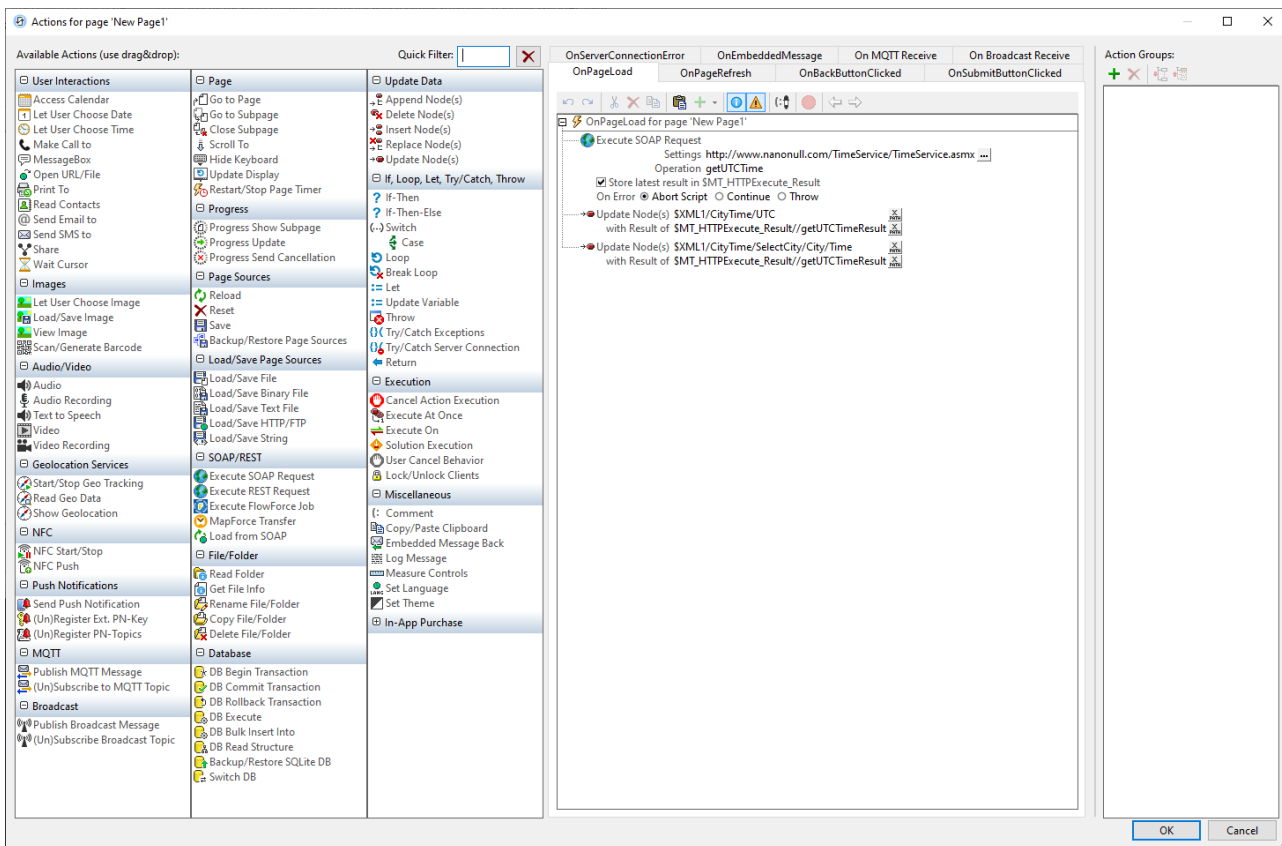 Actions for page 'New Page1'
Available Actions (use drag&drop):
Quick Filter:
User Interactions
Access Calendar
Let User Choose Date
Let User Choose Time
Make Call to
MessageBox
Open URL/File
Print To
Read Contacts
Send Email to
Send SMS to
Share
Wait Cursor
Images
Let User Choose Image
Load/Save Image
View Image
Scan/Generate Barcode
Audio/Video
Audio
Audio Recording
Text to Speech
Video
Video Recording
Geolocation Services
Start/Stop Geo Tracking
Read Geo Data
Show Geolocation
NFC
NFC Start/Stop
NFC Push
Push Notifications
Send Push Notification
(Un)Register Ext. PN-Key
(Un)Register PN-Topics
MQTT
Publish MQTT Message
(Un)Subscribe to MQTT Topic
Broadcast
Publish Broadcast Message
(Un)Subscribe Broadcast Topic
Page
Go to Page
Go to Subpage
Close Subpage
Scroll To
Hide Keyboard
Update Display
Restart/Stop Page Timer
Progress
Progress Show Subpage
Progress Update
Progress Send Cancellation
Page Sources
Reload
Reset
Save
Backup/Restore Page Sources
Load/Save Page Sources
Load/Save File
Load/Save Binary File
Load/Save Text File
Load/Save HTTP/FTP
Load/Save String
SOAP/REST
Execute SOAP Request
Execute REST Request
Execute FlowForce Job
MapForce Transfer
Load from SOAP
File/Folder
Read Folder
Get File Info
Rename File/Folder
Copy File/Folder
Delete File/Folder
Database
DB Begin Transaction
DB Commit Transaction
DB Rollback Transaction
DB Execute
DB Bulk Insert Into
DB Read Structure
Backup/Restore SQLite DB
Switch DB
Update Data
Append Node(s)
Delete Node(s)
Insert Node(s)
Replace Node(s)
Update Node(s)
If, Loop, Let, Try/Catch, Throw
If-Then
If-Then-Else
Switch
Case
Loop
Break Loop
Let
Update Variable
Throw
Try/Catch Exceptions
Try/Catch Server Connection
Return
Execution
Cancel Action Execution
Execute At Once
Execute On
Solution Execution
User Cancel Behavior
Lock/Unlock Clients
Miscellaneous
Comment
Copy/Paste Clipboard
Embedded Message Back
Log Message
Measure Controls
Set Language
Set Theme
In-App Purchase
OnServerConnectionError OnEmbeddedMessage On MQTT Receive On Broadcast Receive
OnPageLoad OnPageRefresh OnBackButtonClicked OnSubmitButtonClicked
OnPageLoad for page 'New Page1'
Execute SOAP Request
Settings http://www.nanonull.com/TimeService/TimeService.asmx ...
Operation getUTCTime
Store latest result in $MT_HTTPExecute_Result
On Error Abort Script Continue Throw
Update Node(s) $XML1/CityTime/UTC
with Result of $MT_HTTPExecute_Result//getUTCTimeResult
Update Node(s) $XML1/CityTime/SelectCity/City/Time
with Result of $MT_HTTPExecute_Result//getUTCTimeResult
Action Groups:
OK Cancel